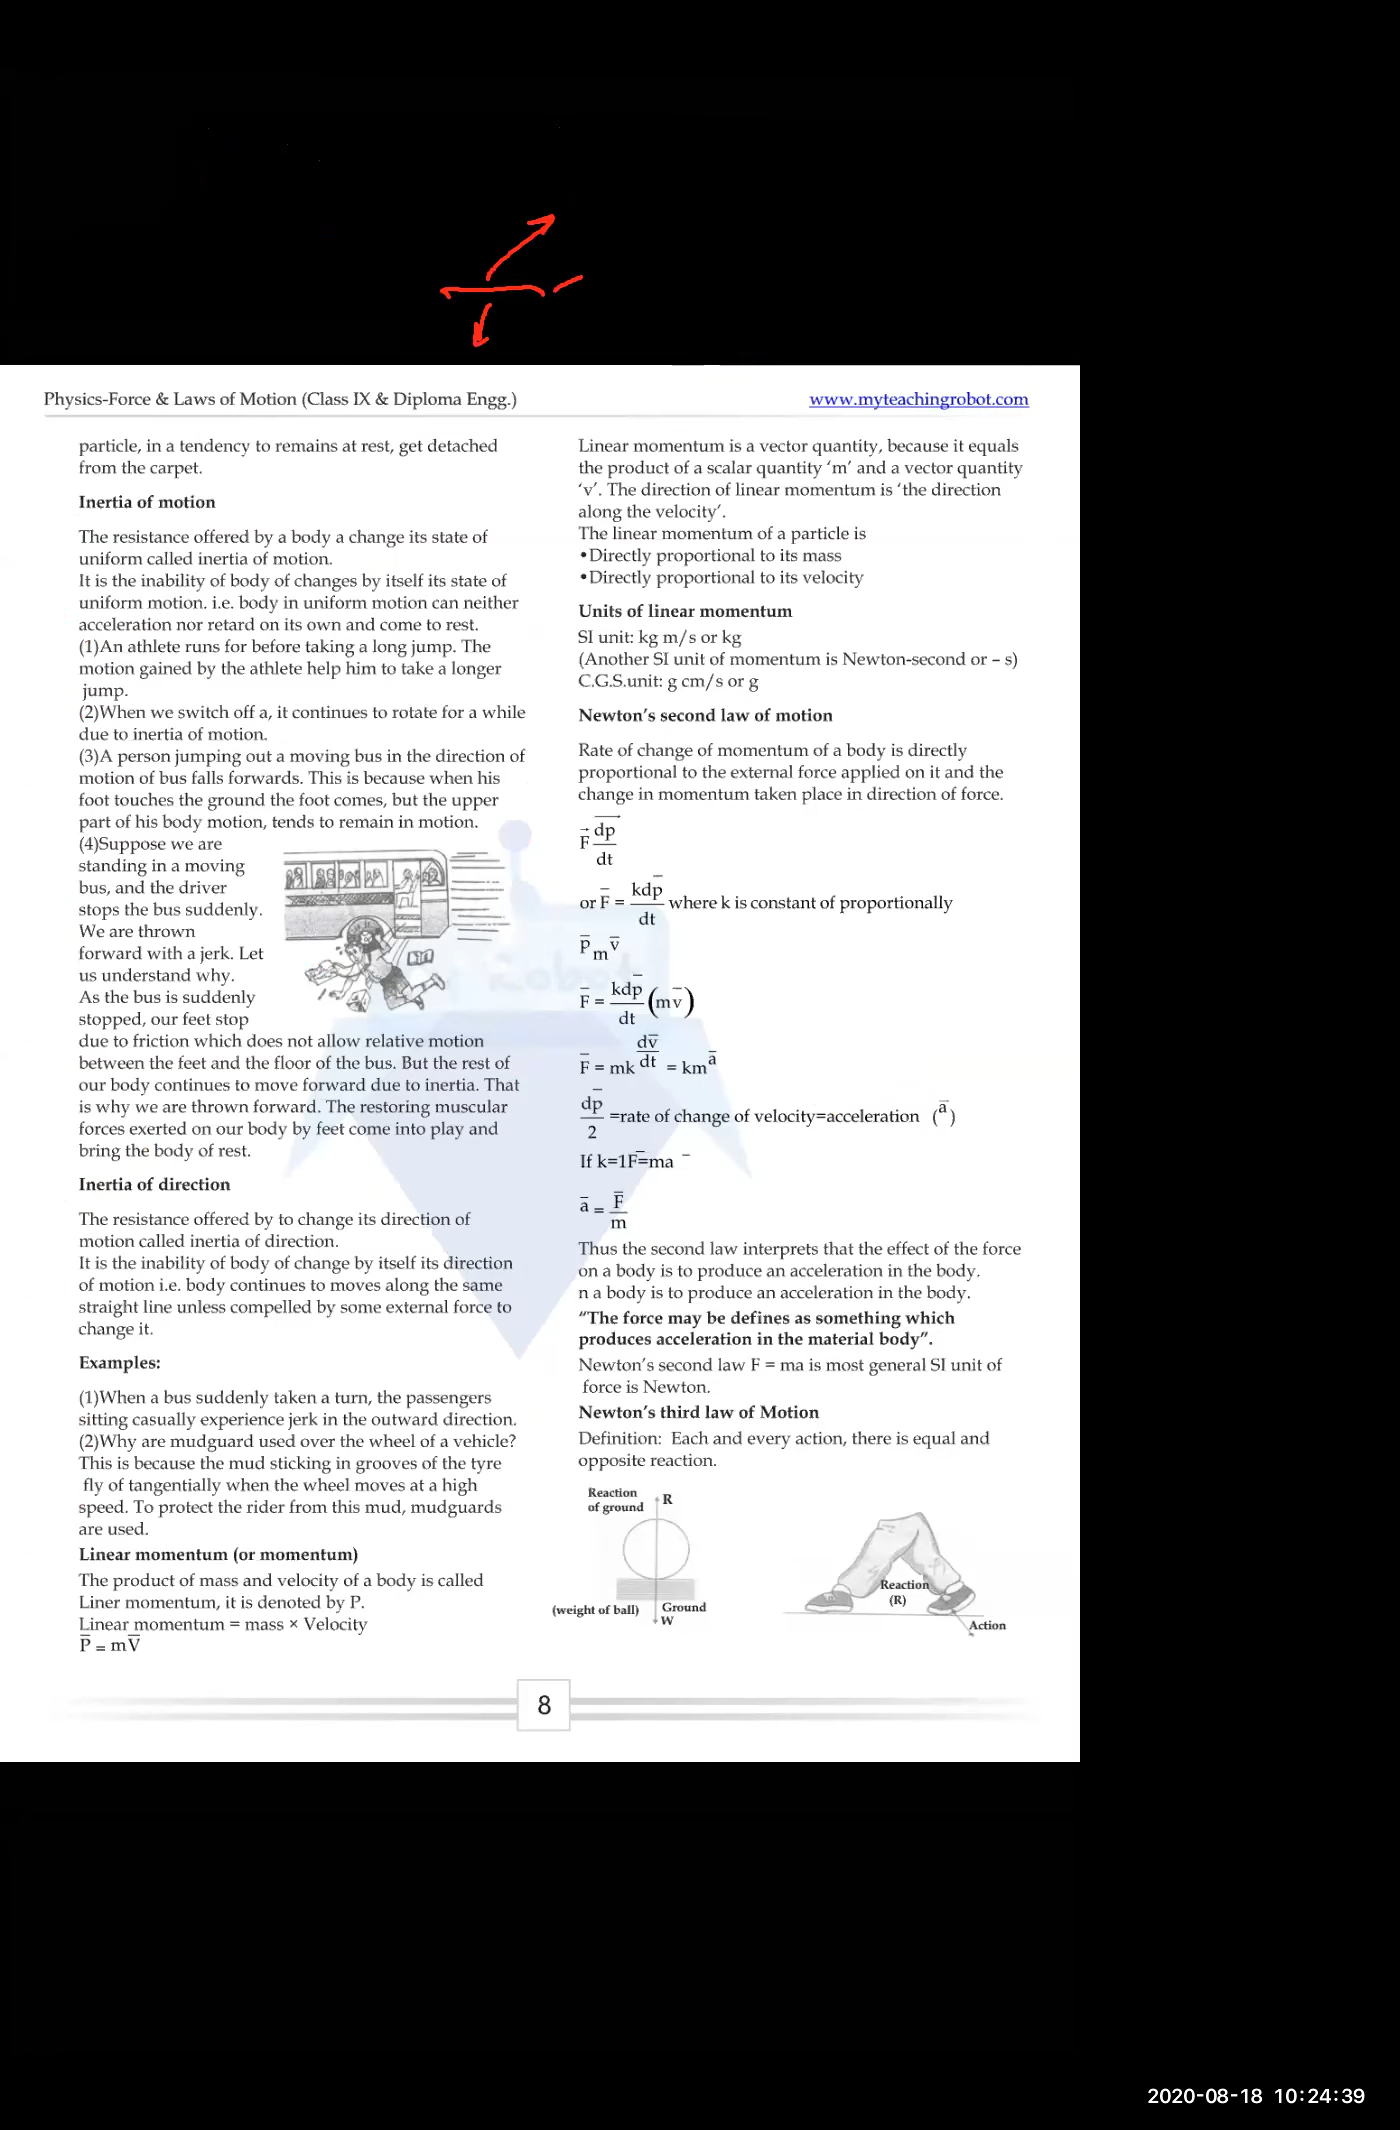 Physics-Force & Laws of Motion (Class IX & Diploma Engg.)
www.myteachingrobot.com
particle, in a tendency to remains at rest, get detached
from the carpet.
Inertia of motion
The resistance offered by a body a change its state of
uniform called inertia of motion.
It is the inability of body of changes by itself its state of
uniform motion. i.e. body in uniform motion can neither
acceleration nor retard on its own and come to rest.
(1)An athlete runs for before taking a long jump. The
motion gained by the athlete help him to take a longer
jump.
(2)When we switch off a, it continues to rotate for a while
due to inertia of motion.
(3)A person jumping out a moving bus in the direction of
motion of bus falls forwards. This is because when his
foot touches the ground the foot comes, but the upper
part of his body motion, tends to remain in motion.
(4)Suppose we are
standing in a moving
bus, and the driver
stops the bus suddenly.
We are thrown
forward with a jerk. Let
us understand why.
As the bus is suddenly
stopped, our feet stop
due to friction which does not allow relative motion
between the feet and the floor of the bus. But the rest of
our body continues to move forward due to inertia. That
is why we are thrown forward. The restoring muscular
forces exerted on our body by feet come into play and
bring the body of rest.
Inertia of direction
The resistance offered by to change its direction of
motion called inertia of direction.
It is the inability of body of change by itself its direction
of motion i.e. body continues to moves along the same
straight line unless compelled by some external force to
change it.
Examples:
(1)When a bus suddenly taken a turn, the passengers
sitting casually experience jerk in the outward direction.
(2)Why are mudguard used over the wheel of a vehicle?
This is because the mud sticking in grooves of the tyre
fly of tangentially when the wheel moves at a high
speed. To protect the rider from this mud, mudguards
are used.
Linear momentum (or momentum)
The product of mass and velocity of a body is called
Liner momentum, it is denoted by P.
Linear momentum = mass × Velocity
P̅ = mV̅
Linear momentum is a vector quantity, because it equals
the product of a scalar quantity ‘m’ and a vector quantity
‘v’. The direction of linear momentum is ‘the direction
along the velocity’.
The linear momentum of a particle is
•Directly proportional to its mass
•Directly proportional to its velocity
Units of linear momentum
SI unit: kg m/s or kg
(Another SI unit of momentum is Newton-second or – s)
C.G.S.unit: g cm/s or g
Newton’s second law of motion
Rate of change of momentum of a body is directly
proportional to the external force applied on it and the
change in momentum taken place in direction of force.
F⃗ dp⃗/dt
or F̅ = kdp̅/dt where k is constant of proportionally
p̅ m v̅
F̅ = kdp̅/dt (mv̅)
F̅ = mk dv̅/dt = kma̅
dp̅/2 =rate of change of velocity=acceleration (a̅)
If k=1F̅=ma ‾
a̅ = F̅/m
Thus the second law interprets that the effect of the force
on a body is to produce an acceleration in the body.
n a body is to produce an acceleration in the body.
“The force may be defines as something which
produces acceleration in the material body”.
Newton’s second law F = ma is most general SI unit of
force is Newton.
Newton’s third law of Motion
Definition: Each and every action, there is equal and
opposite reaction.
Reaction
of ground
R
(weight of ball)
Ground
W
Reaction
(R)
Action
8
2020-08-18 10:24:39